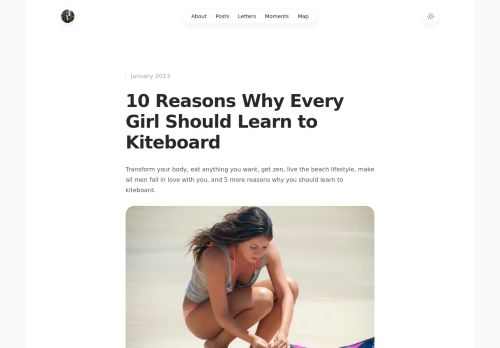 About Posts Letters Moments Map
January 2013
10 Reasons Why Every
Girl Should Learn to
Kiteboard
Transform your body, eat anything you want, get zen, live the beach lifestyle, make
all men fall in love with you, and 5 more reasons why you should learn to
kiteboard.